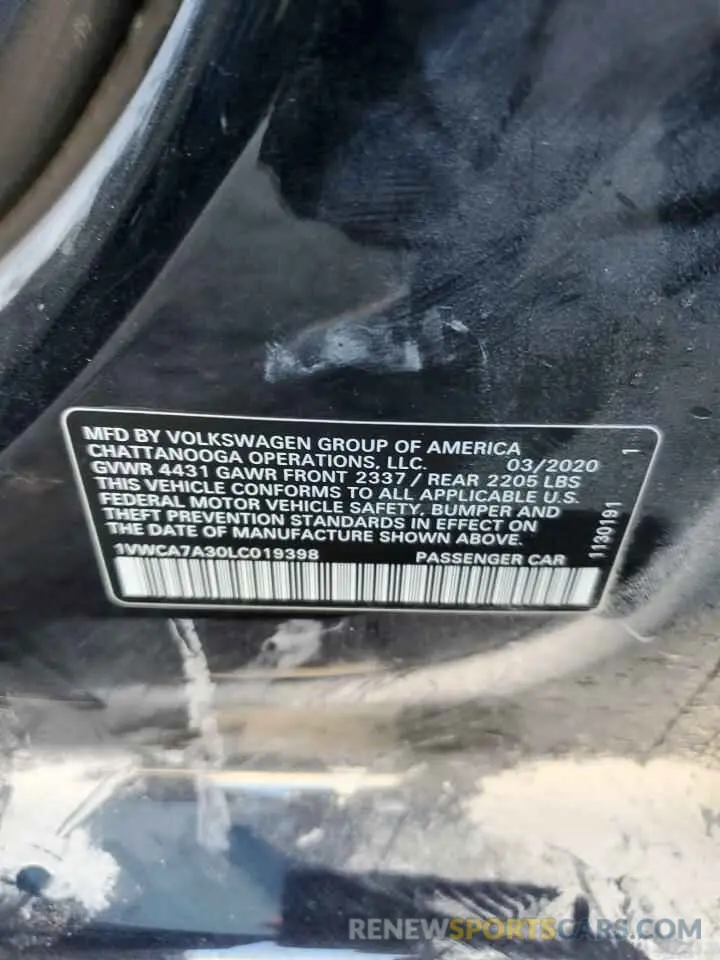 MFD BY VOLKSWAGEN GROUP OF AMERICA
CHATTANOOGA OPERATIONS, LLC. 03/2020 1
GVWR 4431 GAWR FRONT 2337 / REAR 2205 LBS
THIS VEHICLE CONFORMS TO ALL APPLICABLE U.S.
FEDERAL MOTOR VEHICLE SAFETY, BUMPER AND
THEFT PREVENTION STANDARDS IN EFFECT ON
THE DATE OF MANUFACTURE SHOWN ABOVE.
1VWCA7A30LC019398 PASSENGER CAR
1130191
RENEWSPORTSCARS.COM